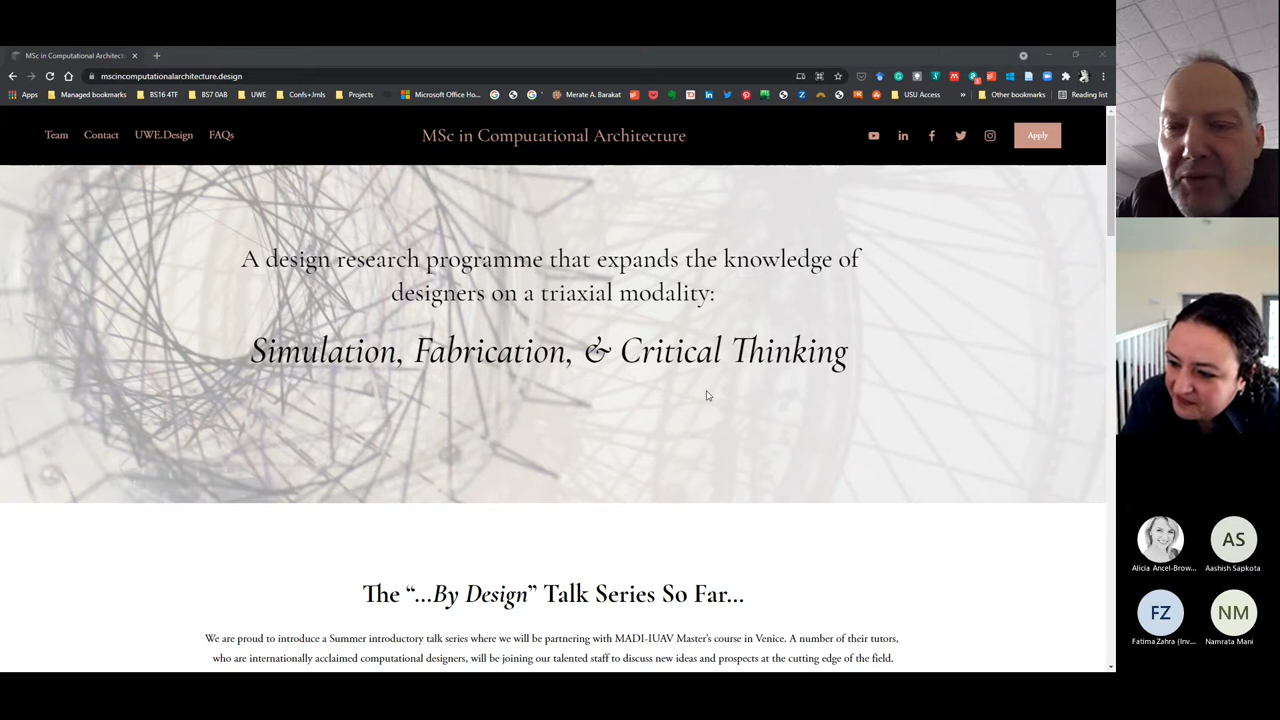 MSc in Computational Architect
mscincomputationalarchitecture.design
Apps
Managed bookmarks
BS16 4TF
BS7 0AB
UWE
Confs+Jrnls
Projects
Microsoft Office Ho...
Merate A. Barakat
USU Access
»
Other bookmarks
Reading list
Team
Contact
UWE.Design
FAQs
MSc in Computational Architecture
Apply
A design research programme that expands the knowledge of
designers on a triaxial modality:
Simulation, Fabrication, & Critical Thinking
The “...By Design” Talk Series So Far...
We are proud to introduce a Summer introductory talk series where we will be partnering with MADI-IUAV Master's course in Venice. A number of their tutors,
who are internationally acclaimed computational designers, will be joining our talented staff to discuss new ideas and prospects at the cutting edge of the field.
AS
Alicia Ancel-Brow...
Aashish Sapkota
FZ
NM
Fatima Zahra (Inv...
Namrata Mani